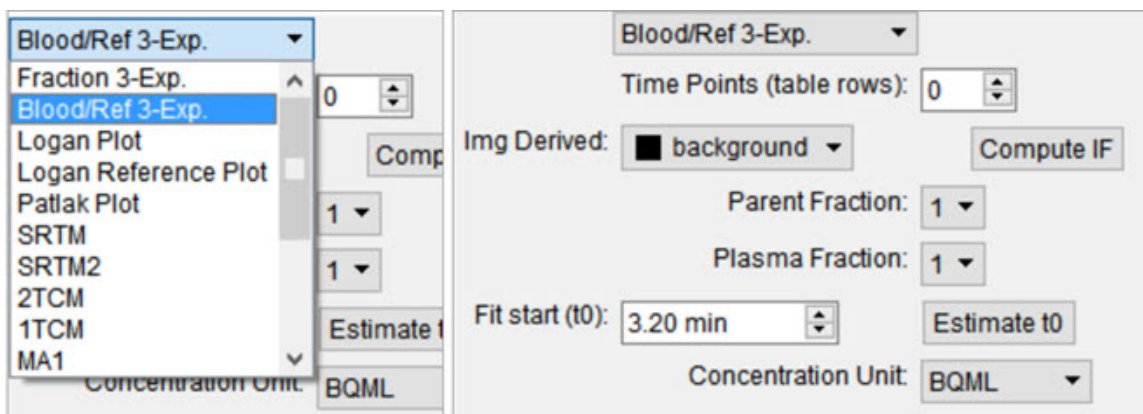 Blood/Ref 3-Exp.
Fraction 3-Exp.
Blood/Ref 3-Exp.
Logan Plot
Logan Reference Plot
Patlak Plot
SRTM
SRTM2
2TCM
1TCM
MA1
0
Comp
1
1
Estimate t
Concentration Unit: BQML
Blood/Ref 3-Exp.
Time Points (table rows): 0
Img Derived: background Compute IF
Parent Fraction: 1
Plasma Fraction: 1
Fit start (t0): 3.20 min Estimate t0
Concentration Unit: BQML